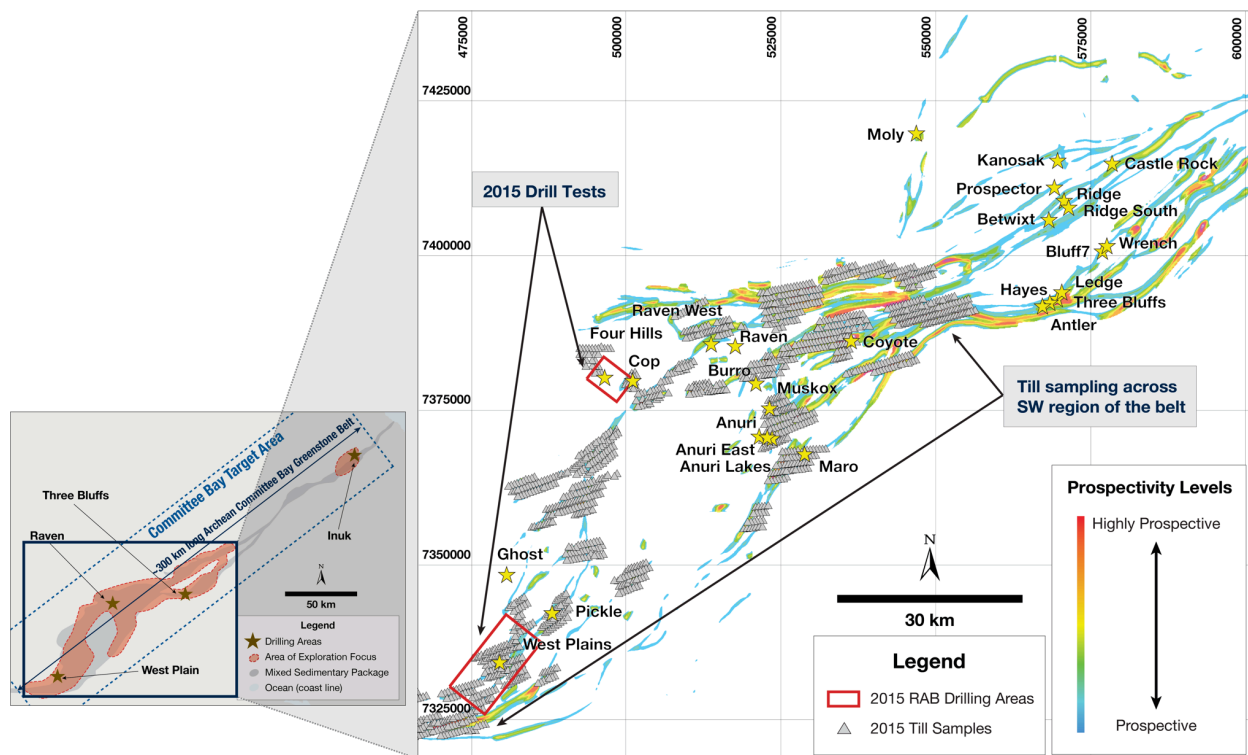 475000
500000
525000
550000
575000
600000
7425000
7400000
7375000
7350000
7325000
Moly
Kanosak
Castle Rock
Prospector
Ridge
Ridge South
Betwixt
Wrench
Bluff7
Ledge
Hayes
Three Bluffs
Antler
2015 Drill Tests
Raven West
Four Hills
Raven
Cop
Coyote
Burro
Muskox
Anuri
Anuri East
Anuri Lakes
Maro
Till sampling across
SW region of the belt
Ghost
Pickle
West Plains
N
30 km
Legend
2015 RAB Drilling Areas
2015 Till Samples
Prospectivity Levels
Highly Prospective
Prospective
Committee Bay Target Area
~300 km long Archean Committee Bay Greenstone Belt
Three Bluffs
Raven
Inuk
West Plain
N
50 km
Legend
Drilling Areas
Area of Exploration Focus
Mixed Sedimentary Package
Ocean (coast line)